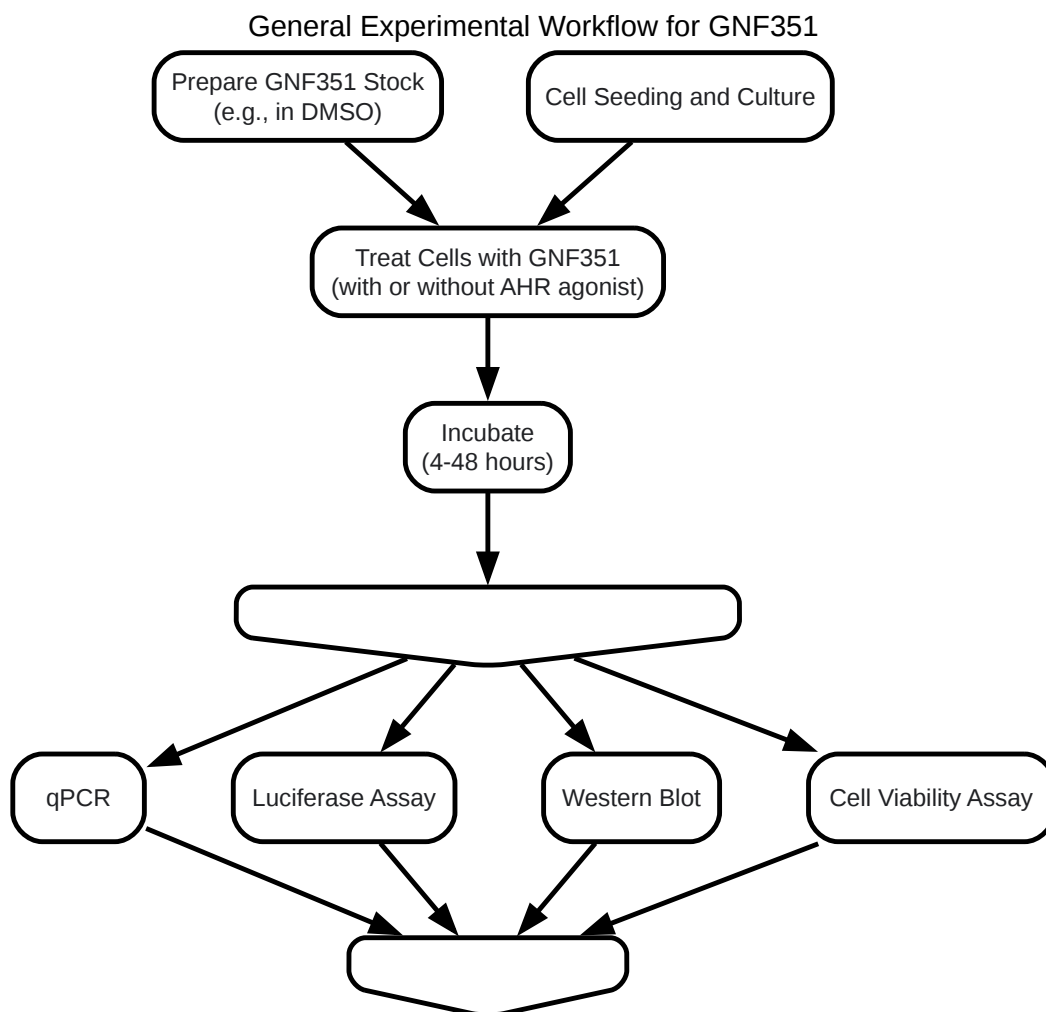 General Experimental Workflow for GNF351
Prepare GNF351 Stock
(e.g., in DMSO)
Cell Seeding and Culture
Treat Cells with GNF351
(with or without AHR agonist)
Incubate
(4-48 hours)
qPCR
Luciferase Assay
Western Blot
Cell Viability Assay